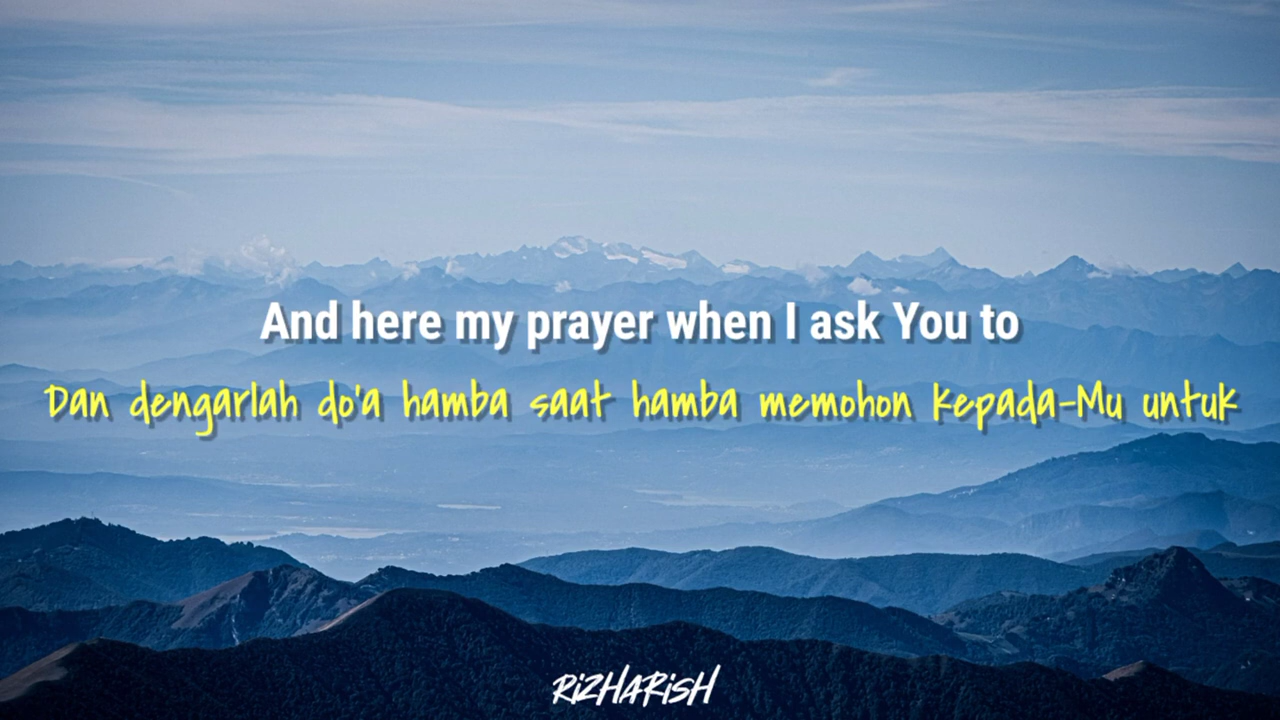 And here my prayer when I ask You to
Dan dengarlah do'a hamba saat hamba memohon kepada-Mu untuk
RiZHARiSH